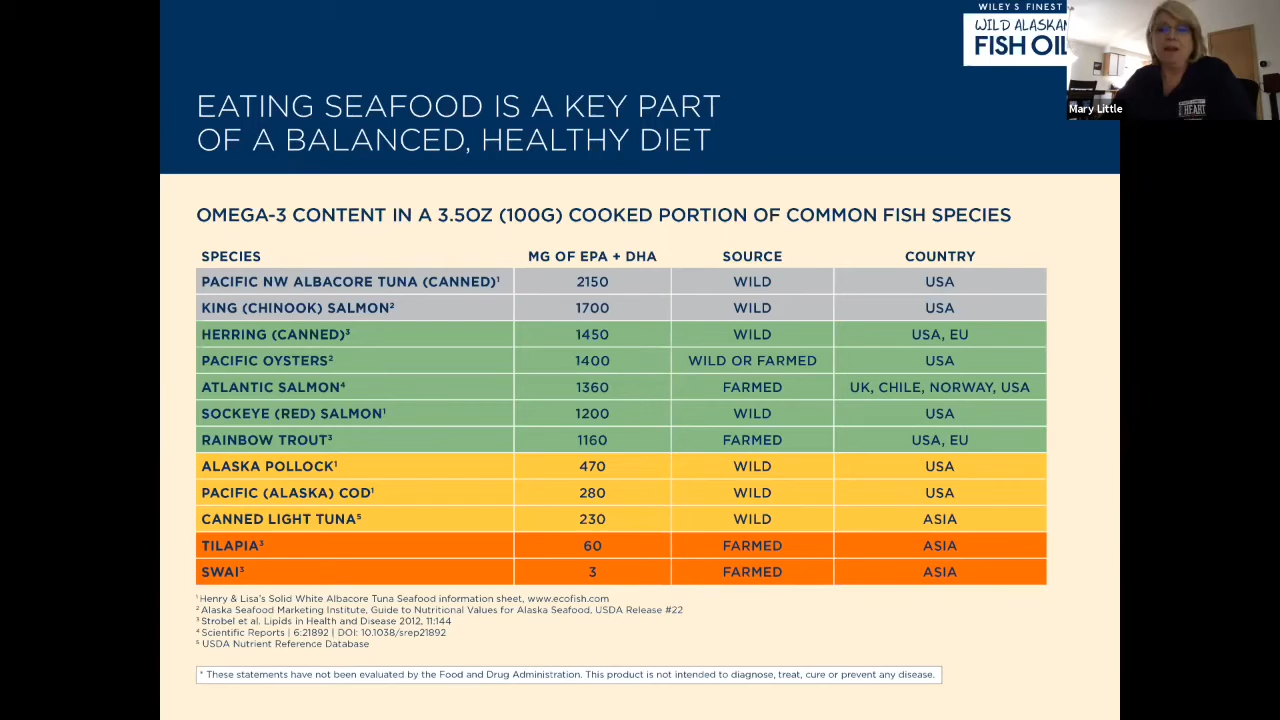 WILEY'S FINEST
WILD ALASKAN
FISH OIL
Mary Little
HEART
EATING SEAFOOD IS A KEY PART
OF A BALANCED, HEALTHY DIET
OMEGA-3 CONTENT IN A 3.5OZ (100G) COOKED PORTION OF COMMON FISH SPECIES
SPECIES MG OF EPA + DHA SOURCE COUNTRY
PACIFIC NW ALBACORE TUNA (CANNED)¹ 2150 WILD USA
KING (CHINOOK) SALMON² 1700 WILD USA
HERRING (CANNED)³ 1450 WILD USA, EU
PACIFIC OYSTERS² 1400 WILD OR FARMED USA
ATLANTIC SALMON⁴ 1360 FARMED UK, CHILE, NORWAY, USA
SOCKEYE (RED) SALMON¹ 1200 WILD USA
RAINBOW TROUT³ 1160 FARMED USA, EU
ALASKA POLLOCK¹ 470 WILD USA
PACIFIC (ALASKA) COD¹ 280 WILD USA
CANNED LIGHT TUNA⁵ 230 WILD ASIA
TILAPIA³ 60 FARMED ASIA
SWAI³ 3 FARMED ASIA
¹ Henry & Lisa's Solid White Albacore Tuna Seafood information sheet, www.ecofish.com
² Alaska Seafood Marketing Institute, Guide to Nutritional Values for Alaska Seafood, USDA Release #22
³ Strobel et al. Lipids in Health and Disease 2012, 11:144
⁴ Scientific Reports | 6:21892 | DOI: 10.1038/srep21892
⁵ USDA Nutrient Reference Database
* These statements have not been evaluated by the Food and Drug Administration. This product is not intended to diagnose, treat, cure or prevent any disease.